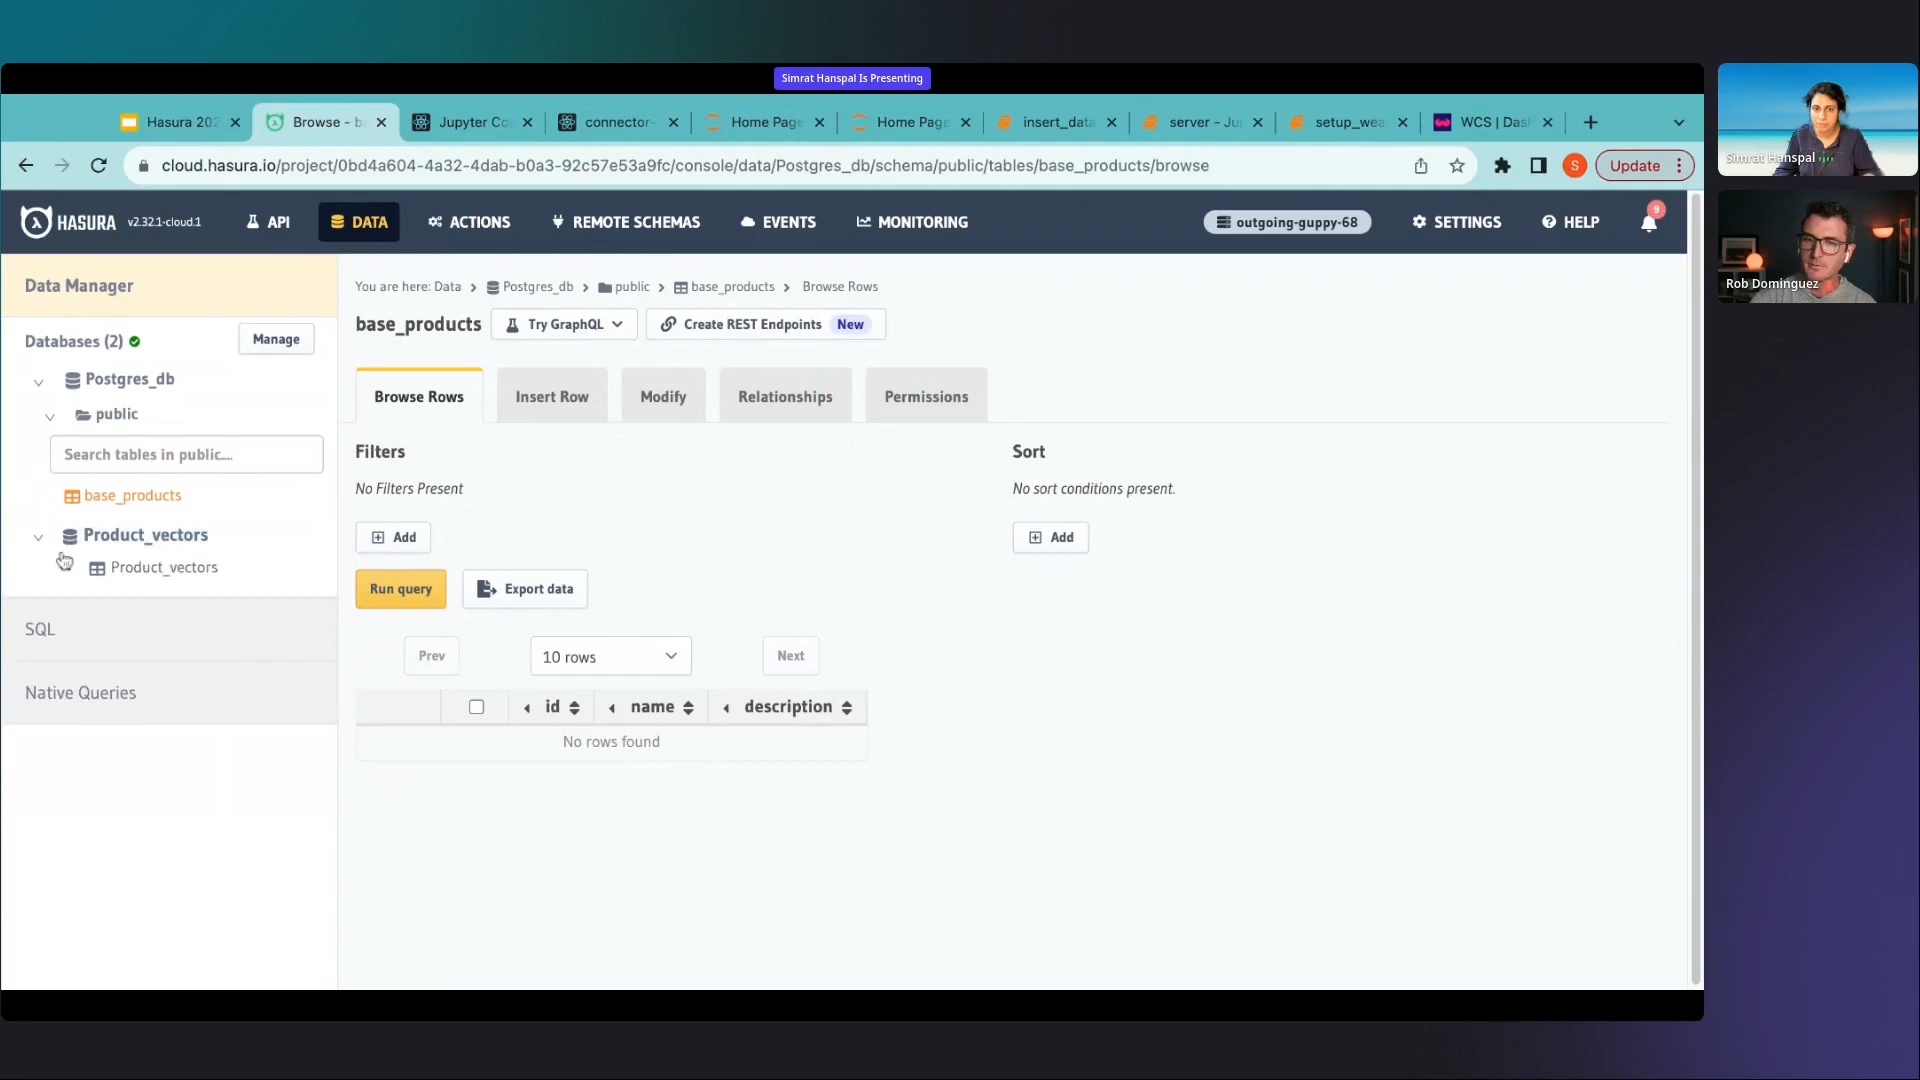 Simrat Hanspal Is Presenting
Hasura 202
Browse - b
Jupyter Co
connector-
Home Page
Home Page
insert_data
server - Ju
setup_wea
WCS | Das
cloud.hasura.io/project/0bd4a604-4a32-4dab-b0a3-92c57e53a9fc/console/data/Postgres_db/schema/public/tables/base_products/browse
S
Update
Simrat Hanspal
HASURA
v2.32.1-cloud.1
API
DATA
ACTIONS
REMOTE SCHEMAS
EVENTS
MONITORING
outgoing-guppy-68
SETTINGS
HELP
9
Rob Dominguez
Data Manager
You are here: Data > Postgres_db > public > base_products > Browse Rows
Databases (2)
Manage
base_products
Try GraphQL
Create REST Endpoints New
Postgres_db
public
Search tables in public....
base_products
Product_vectors
Product_vectors
SQL
Native Queries
Browse Rows
Insert Row
Modify
Relationships
Permissions
Filters
Sort
No Filters Present
No sort conditions present.
Add
Add
Run query
Export data
Prev
10 rows
Next
id
name
description
No rows found